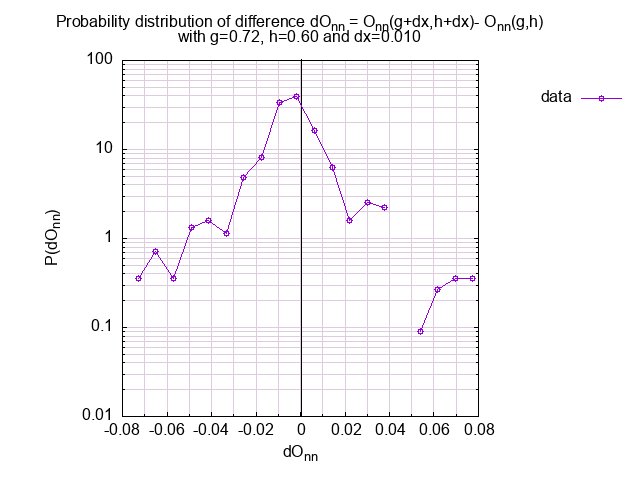 Probability distribution of difference dOnn = Onn(g+dx,h+dx)- Onn(g,h)
with g=0.72, h=0.60 and dx=0.010
data
100
10
1
0.1
0.01
P(dOnn)
-0.08 -0.06 -0.04 -0.02 0 0.02 0.04 0.06 0.08
dOnn